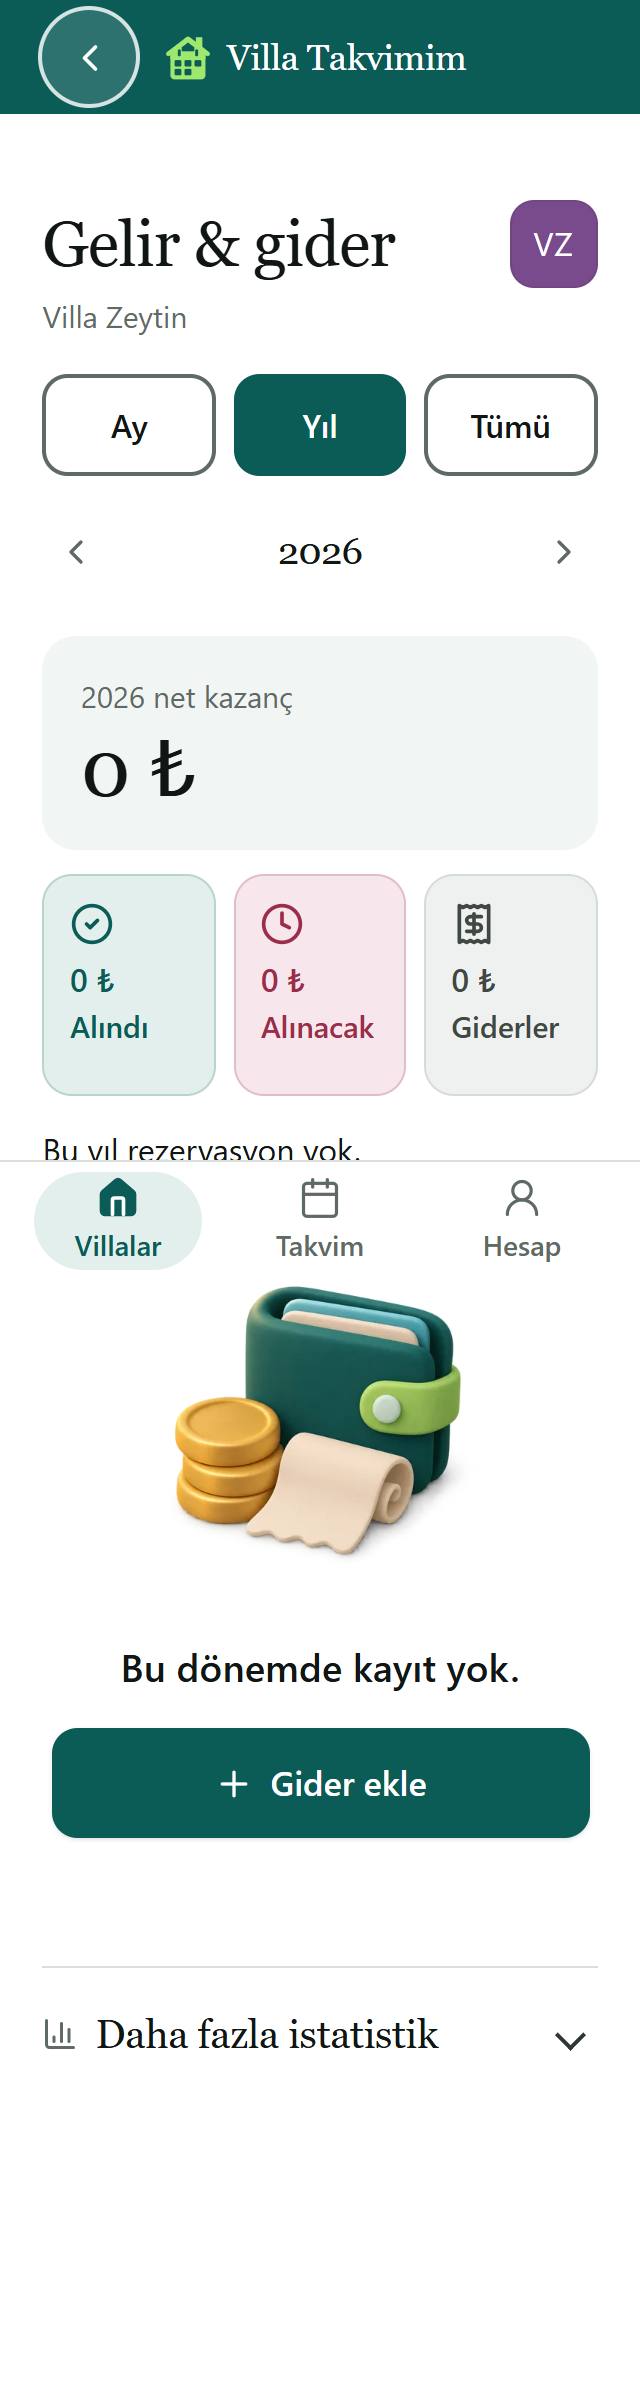 Villa Takvimim
Gelir & gider
VZ
Villa Zeytin
Ay
Yıl
Tümü
2026
2026 net kazanç
0 ₺
0 ₺
Alındı
0 ₺
Alınacak
0 ₺
Giderler
Bu yıl rezervasyon yok.
Villalar
Takvim
Hesap
Bu dönemde kayıt yok.
+ Gider ekle
Daha fazla istatistik